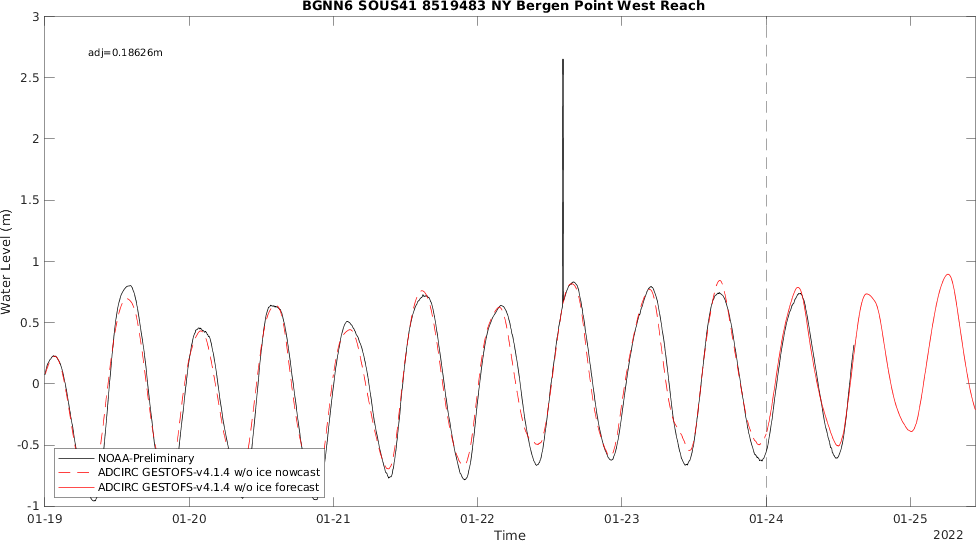 BGNN6 SOUS41 8519483 NY Bergen Point West Reach
adj=0.18626m
3
2.5
2
1.5
1
0.5
0
-0.5
-1
Water Level (m)
NOAA-Preliminary
ADCIRC GESTOFS-v4.1.4 w/o ice nowcast
ADCIRC GESTOFS-v4.1.4 w/o ice forecast
01-19 01-20 01-21 01-22 01-23 01-24 01-25
Time
2022